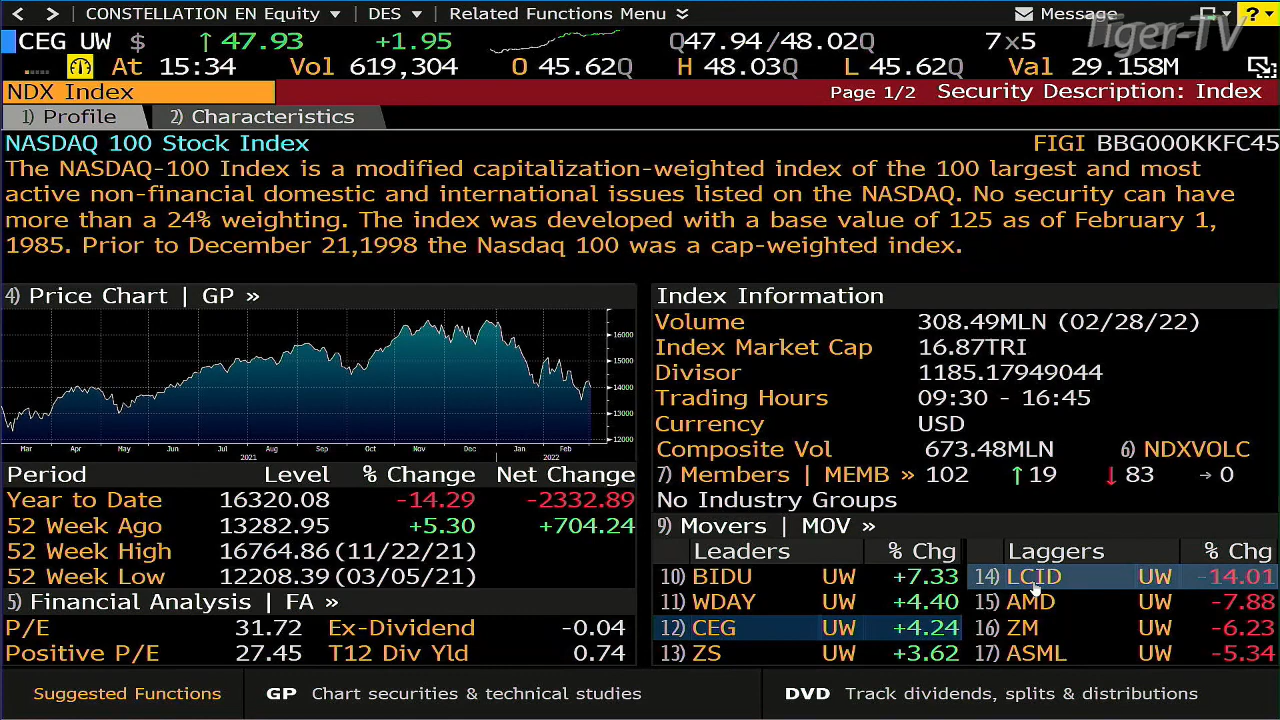 < > CONSTELLATION EN Equity DES Related Functions Menu Message ?
CEG UW $ ↑ 47.93 +1.95 Q47.94/48.02Q 7x5 Tiger-TV
At 15:34 Vol 619,304 O 45.62Q H 48.03Q L 45.62Q Val 29.158M
NDX Index Page 1/2 Security Description: Index
1) Profile 2) Characteristics
NASDAQ 100 Stock Index FIGI BBG000KKFC45
The NASDAQ-100 Index is a modified capitalization-weighted index of the 100 largest and most
active non-financial domestic and international issues listed on the NASDAQ. No security can have
more than a 24% weighting. The index was developed with a base value of 125 as of February 1,
1985. Prior to December 21,1998 the Nasdaq 100 was a cap-weighted index.
4) Price Chart | GP »
16000
15000
14000
13000
12000
Mar Apr May Jun Jul Aug Sep Oct Nov Dec Jan Feb
2021 2022
Period Level % Change Net Change
Year to Date 16320.08 -14.29 -2332.89
52 Week Ago 13282.95 +5.30 +704.24
52 Week High 16764.86 (11/22/21)
52 Week Low 12208.39 (03/05/21)
5) Financial Analysis | FA »
P/E 31.72 Ex-Dividend -0.04
Positive P/E 27.45 T12 Div Yld 0.74
Index Information
Volume 308.49MLN (02/28/22)
Index Market Cap 16.87TRI
Divisor 1185.17949044
Trading Hours 09:30 - 16:45
Currency USD
Composite Vol 673.48MLN 6) NDXVOLC
7) Members | MEMB » 102 ↑19 ↓83 →0
No Industry Groups
9) Movers | MOV »
Leaders % Chg Laggers % Chg
10) BIDU UW +7.33 14) LCID UW -14.01
11) WDAY UW +4.40 15) AMD UW -7.88
12) CEG UW +4.24 16) ZM UW -6.23
13) ZS UW +3.62 17) ASML UW -5.34
Suggested Functions GP Chart securities & technical studies DVD Track dividends, splits & distributions